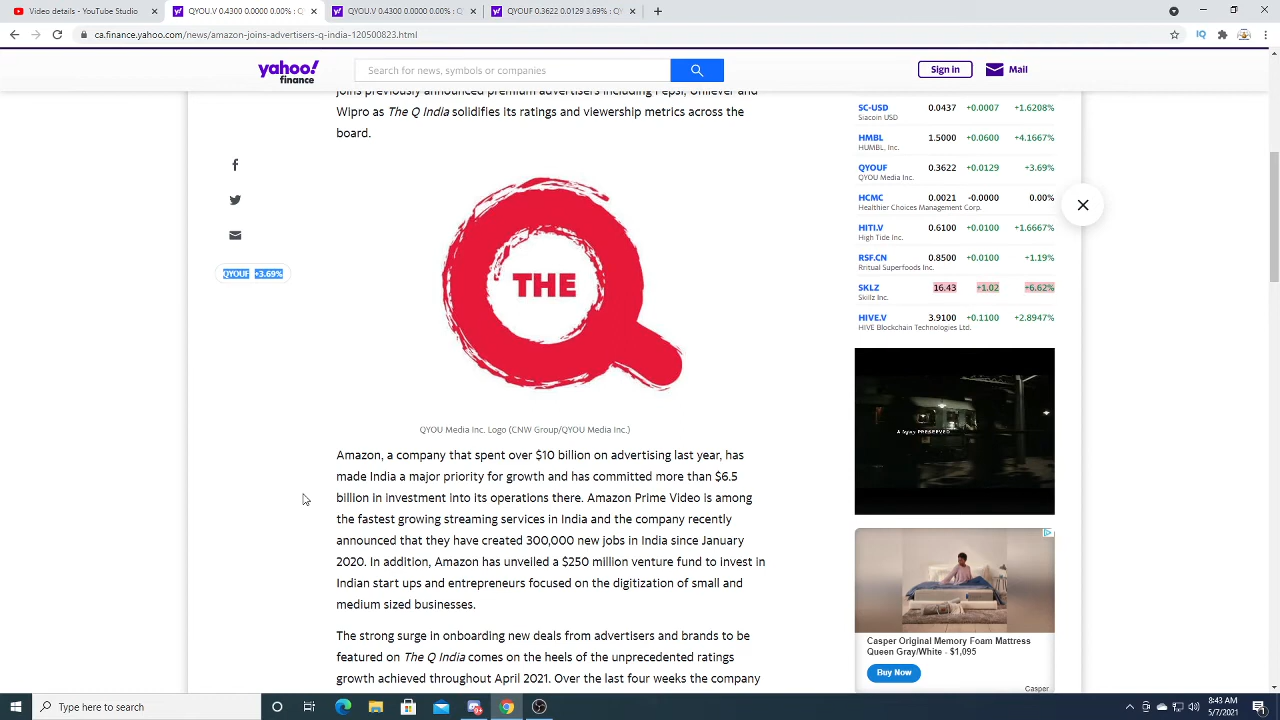 Video details - YouTube Studio
QYOU.V 0.4300 0.0000 0.00% : Q
QYOU.V 0.4300 0.0000 0.00% : Q
QYOUF 0.3622 0.0129 3.69% : QY
ca.finance.yahoo.com/news/amazon-joins-advertisers-q-india-120500823.html
IQ
yahoo!
finance
Search for news, symbols or companies
Sign in
Mail
joins previously announced premium advertisers including Pepsi, Unilever and
Wipro as The Q India solidifies its ratings and viewership metrics across the
board.
QYOUF +3.69%
THE
QYOU Media Inc. Logo (CNW Group/QYOU Media Inc.)
Amazon, a company that spent over $10 billion on advertising last year, has
made India a major priority for growth and has committed more than $6.5
billion in investment into its operations there. Amazon Prime Video is among
the fastest growing streaming services in India and the company recently
announced that they have created 300,000 new jobs in India since January
2020. In addition, Amazon has unveiled a $250 million venture fund to invest in
Indian start ups and entrepreneurs focused on the digitization of small and
medium sized businesses.
The strong surge in onboarding new deals from advertisers and brands to be
featured on The Q India comes on the heels of the unprecedented ratings
growth achieved throughout April 2021. Over the last four weeks the company
SC-USD 0.0437 +0.0007 +1.6208%
Siacoin USD
HMBL 1.5000 +0.0600 +4.1667%
HUMBL, Inc.
QYOUF 0.3622 +0.0129 +3.69%
QYOU Media Inc.
HCMC 0.0021 -0.0000 0.00%
Healthier Choices Management Corp.
HITI.V 0.6100 +0.0100 +1.6667%
High Tide Inc.
RSF.CN 0.8500 +0.0100 +1.19%
Rritual Superfoods Inc.
SKLZ 16.43 +1.02 +6.62%
Skillz Inc.
HIVE.V 3.9100 +0.1100 +2.8947%
HIVE Blockchain Technologies Ltd.
PRESERVED
Casper Original Memory Foam Mattress
Queen Gray/White - $1,095
Buy Now
Casper
Type here to search
8:43 AM
5/7/2021